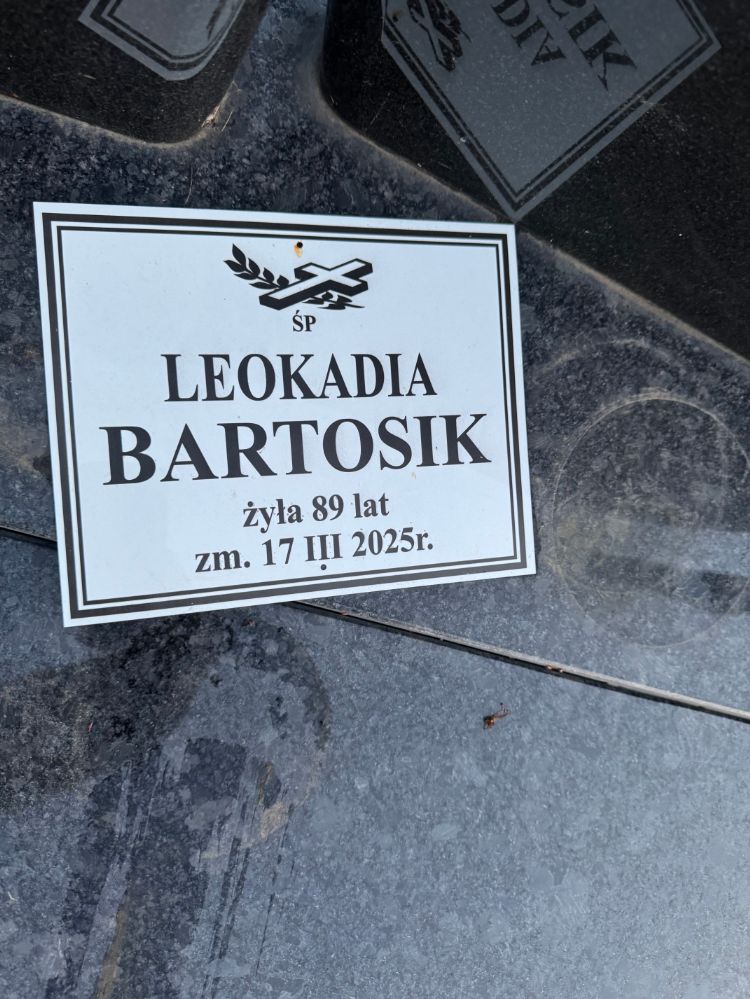 ŚP
LEOKADIA
BARTOSIK
żyła 89 lat
zm. 17 III 2025r.